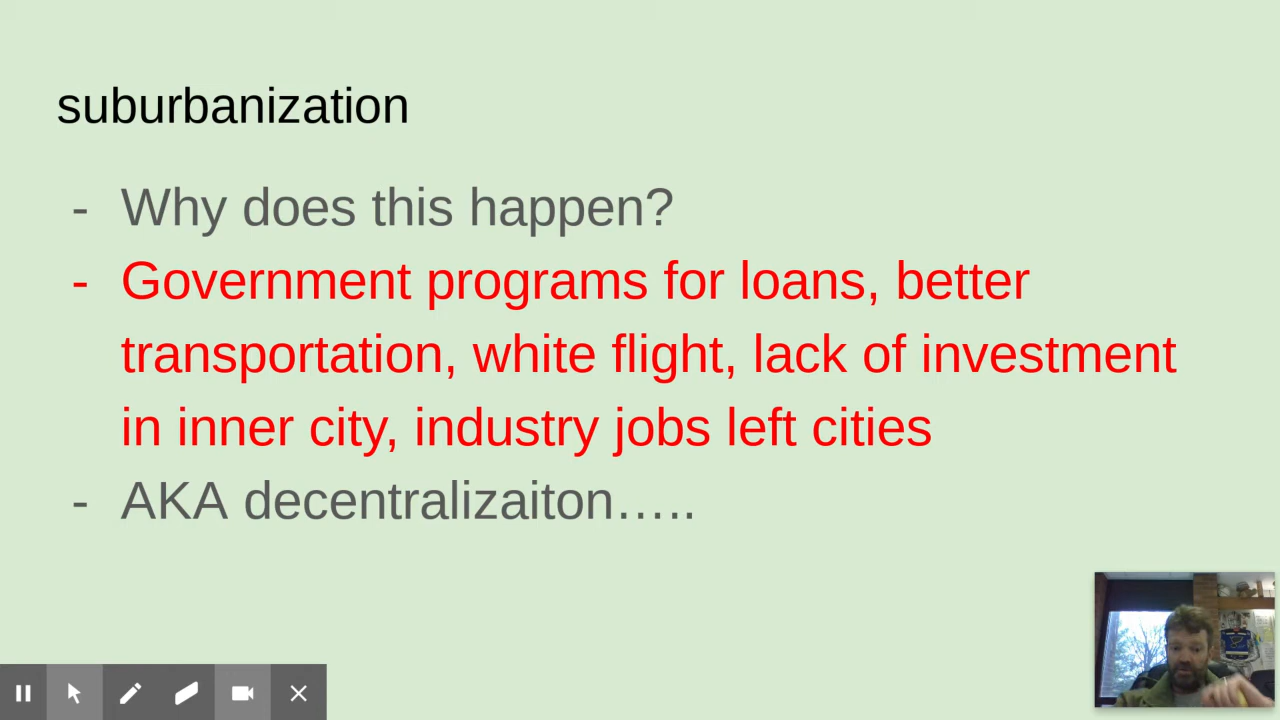 suburbanization
- Why does this happen?
- Government programs for loans, better
transportation, white flight, lack of investment
in inner city, industry jobs left cities
- AKA decentralizaiton…..